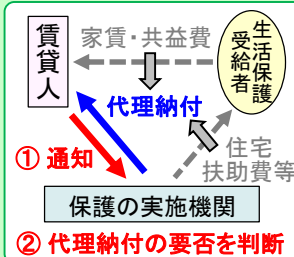 賃貸人
家賃・共益費
生活保護
受給者
代理納付
① 通知
住宅
扶助費等
保護の実施機関
② 代理納付の要否を判断